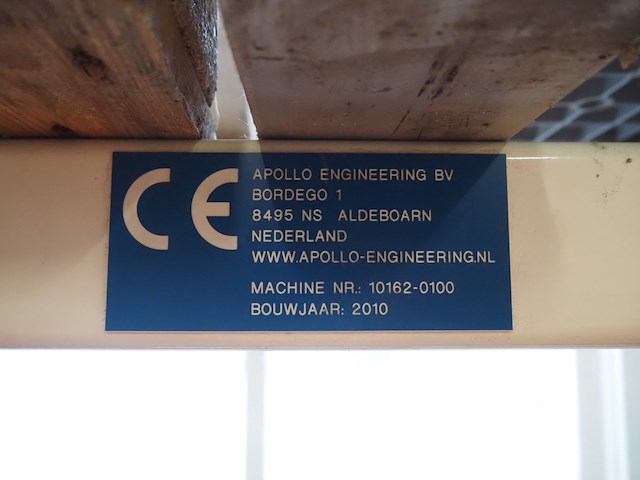 CE
APOLLO ENGINEERING BV
BORDEGO 1
8495 NS ALDEBOARN
NEDERLAND
WWW.APOLLO-ENGINEERING.NL
MACHINE NR.: 10162-0100
BOUWJAAR: 2010